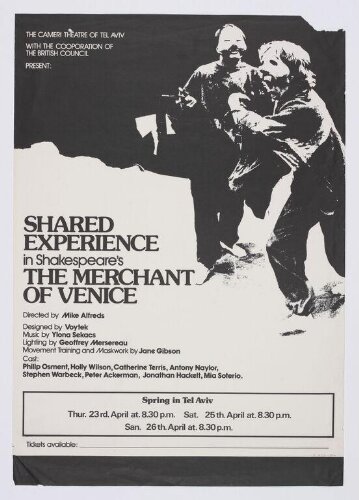 THE CAMERI THEATRE OF TEL AVIV
WITH THE COOPORATION OF
THE BRITISH COUNCIL
PRESENT:
SHARED
EXPERIENCE
in Shakespeare's
THE MERCHANT
OF VENICE
Directed by Mike Alfreds
Designed by Voytek
Music by Ylona Sekacs
Lighting by Geoffrey Mersereau
Movement Training and Maskwork by Jane Gibson
Cast:
Philip Osment, Holly Wilson, Catherine Terris, Antony Naylor,
Stephen Warbeck, Peter Ackerman, Jonathan Hackett, Mia Soterio.
Spring in Tel Aviv
Thur. 23rd. April at 8.30 p.m. Sat. 25th. April at 8.30 p.m.
San. 26th April at 8.30 p.m.
Tickets available: